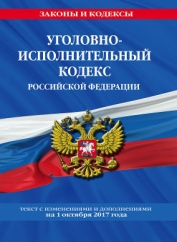 ЗАКОНЫ И КОДЕКСЫ
УГОЛОВНО-
ИСПОЛНИТЕЛЬНЫЙ
КОДЕКС
РОССИЙСКОЙ ФЕДЕРАЦИИ
ТЕКСТ С ИЗМЕНЕНИЯМИ И ДОПОЛНЕНИЯМИ
НА 1 ОКТЯБРЯ 2017 ГОДА